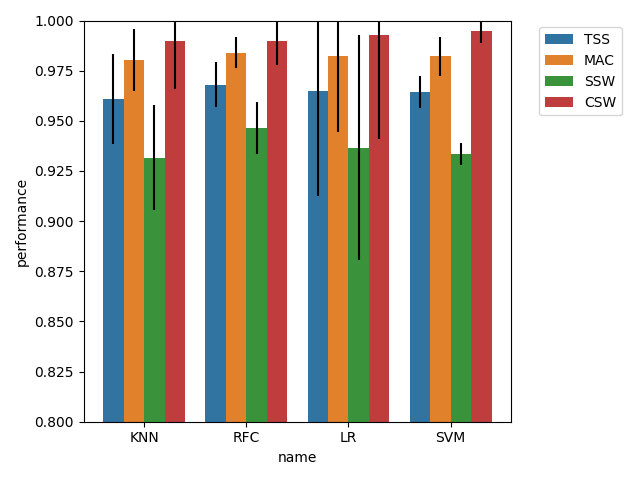 1.000
0.975
0.950
0.925
0.900
0.875
0.850
0.825
0.800
performance
KNN RFC LR SVM
name
TSS
MAC
SSW
CSW